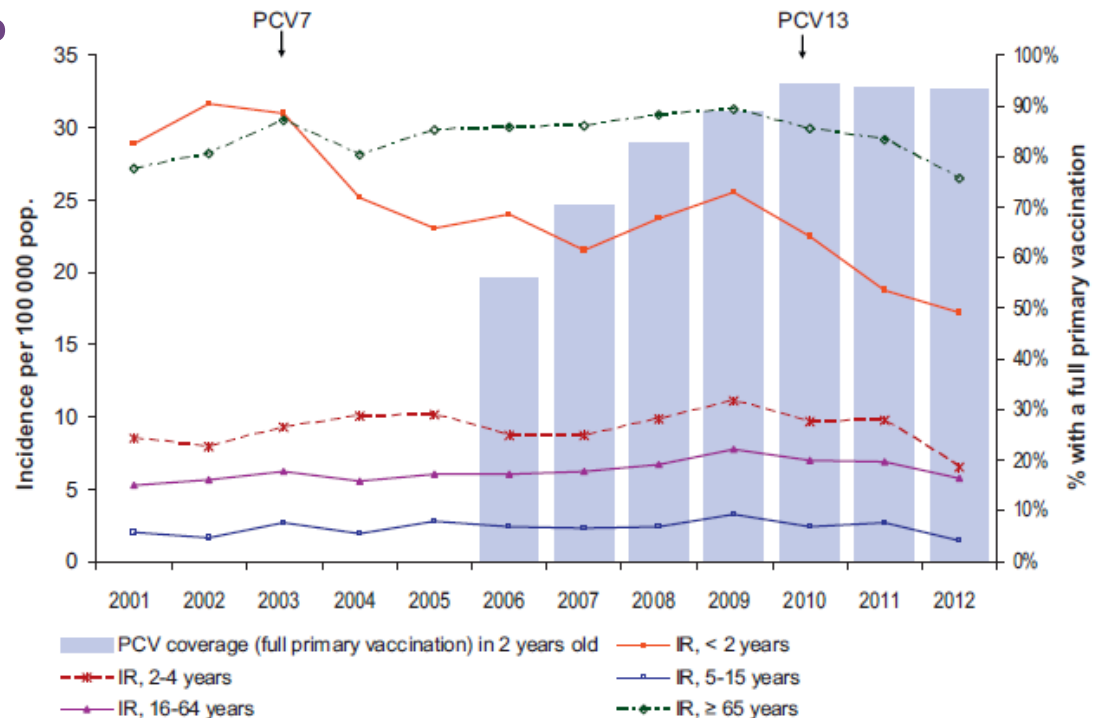 PCV7 PCV13
35 100%
90%
30
80%
25 70%
20 60%
50%
15
40%
10 30%
20%
5
10%
0 0%
Incidence per 100 000 pop.
% with a full primary vaccination
2001 2002 2003 2004 2005 2006 2007 2008 2009 2010 2011 2012
PCV coverage (full primary vaccination) in 2 years old IR, < 2 years
IR, 2-4 years IR, 5-15 years
IR, 16-64 years IR, ≥ 65 years